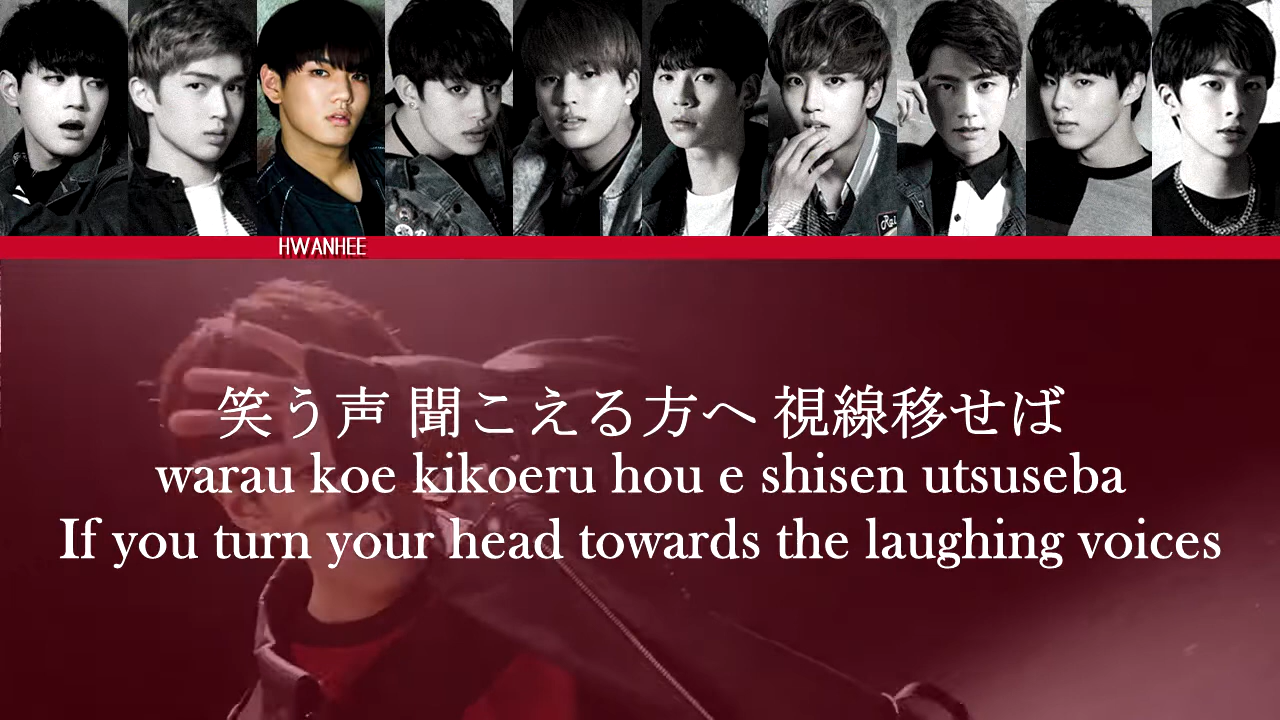 HWANHEE
笑う声 聞こえる方へ 視線移せば
warau koe kikoeru hou e shisen utsuseba
If you turn your head towards the laughing voices